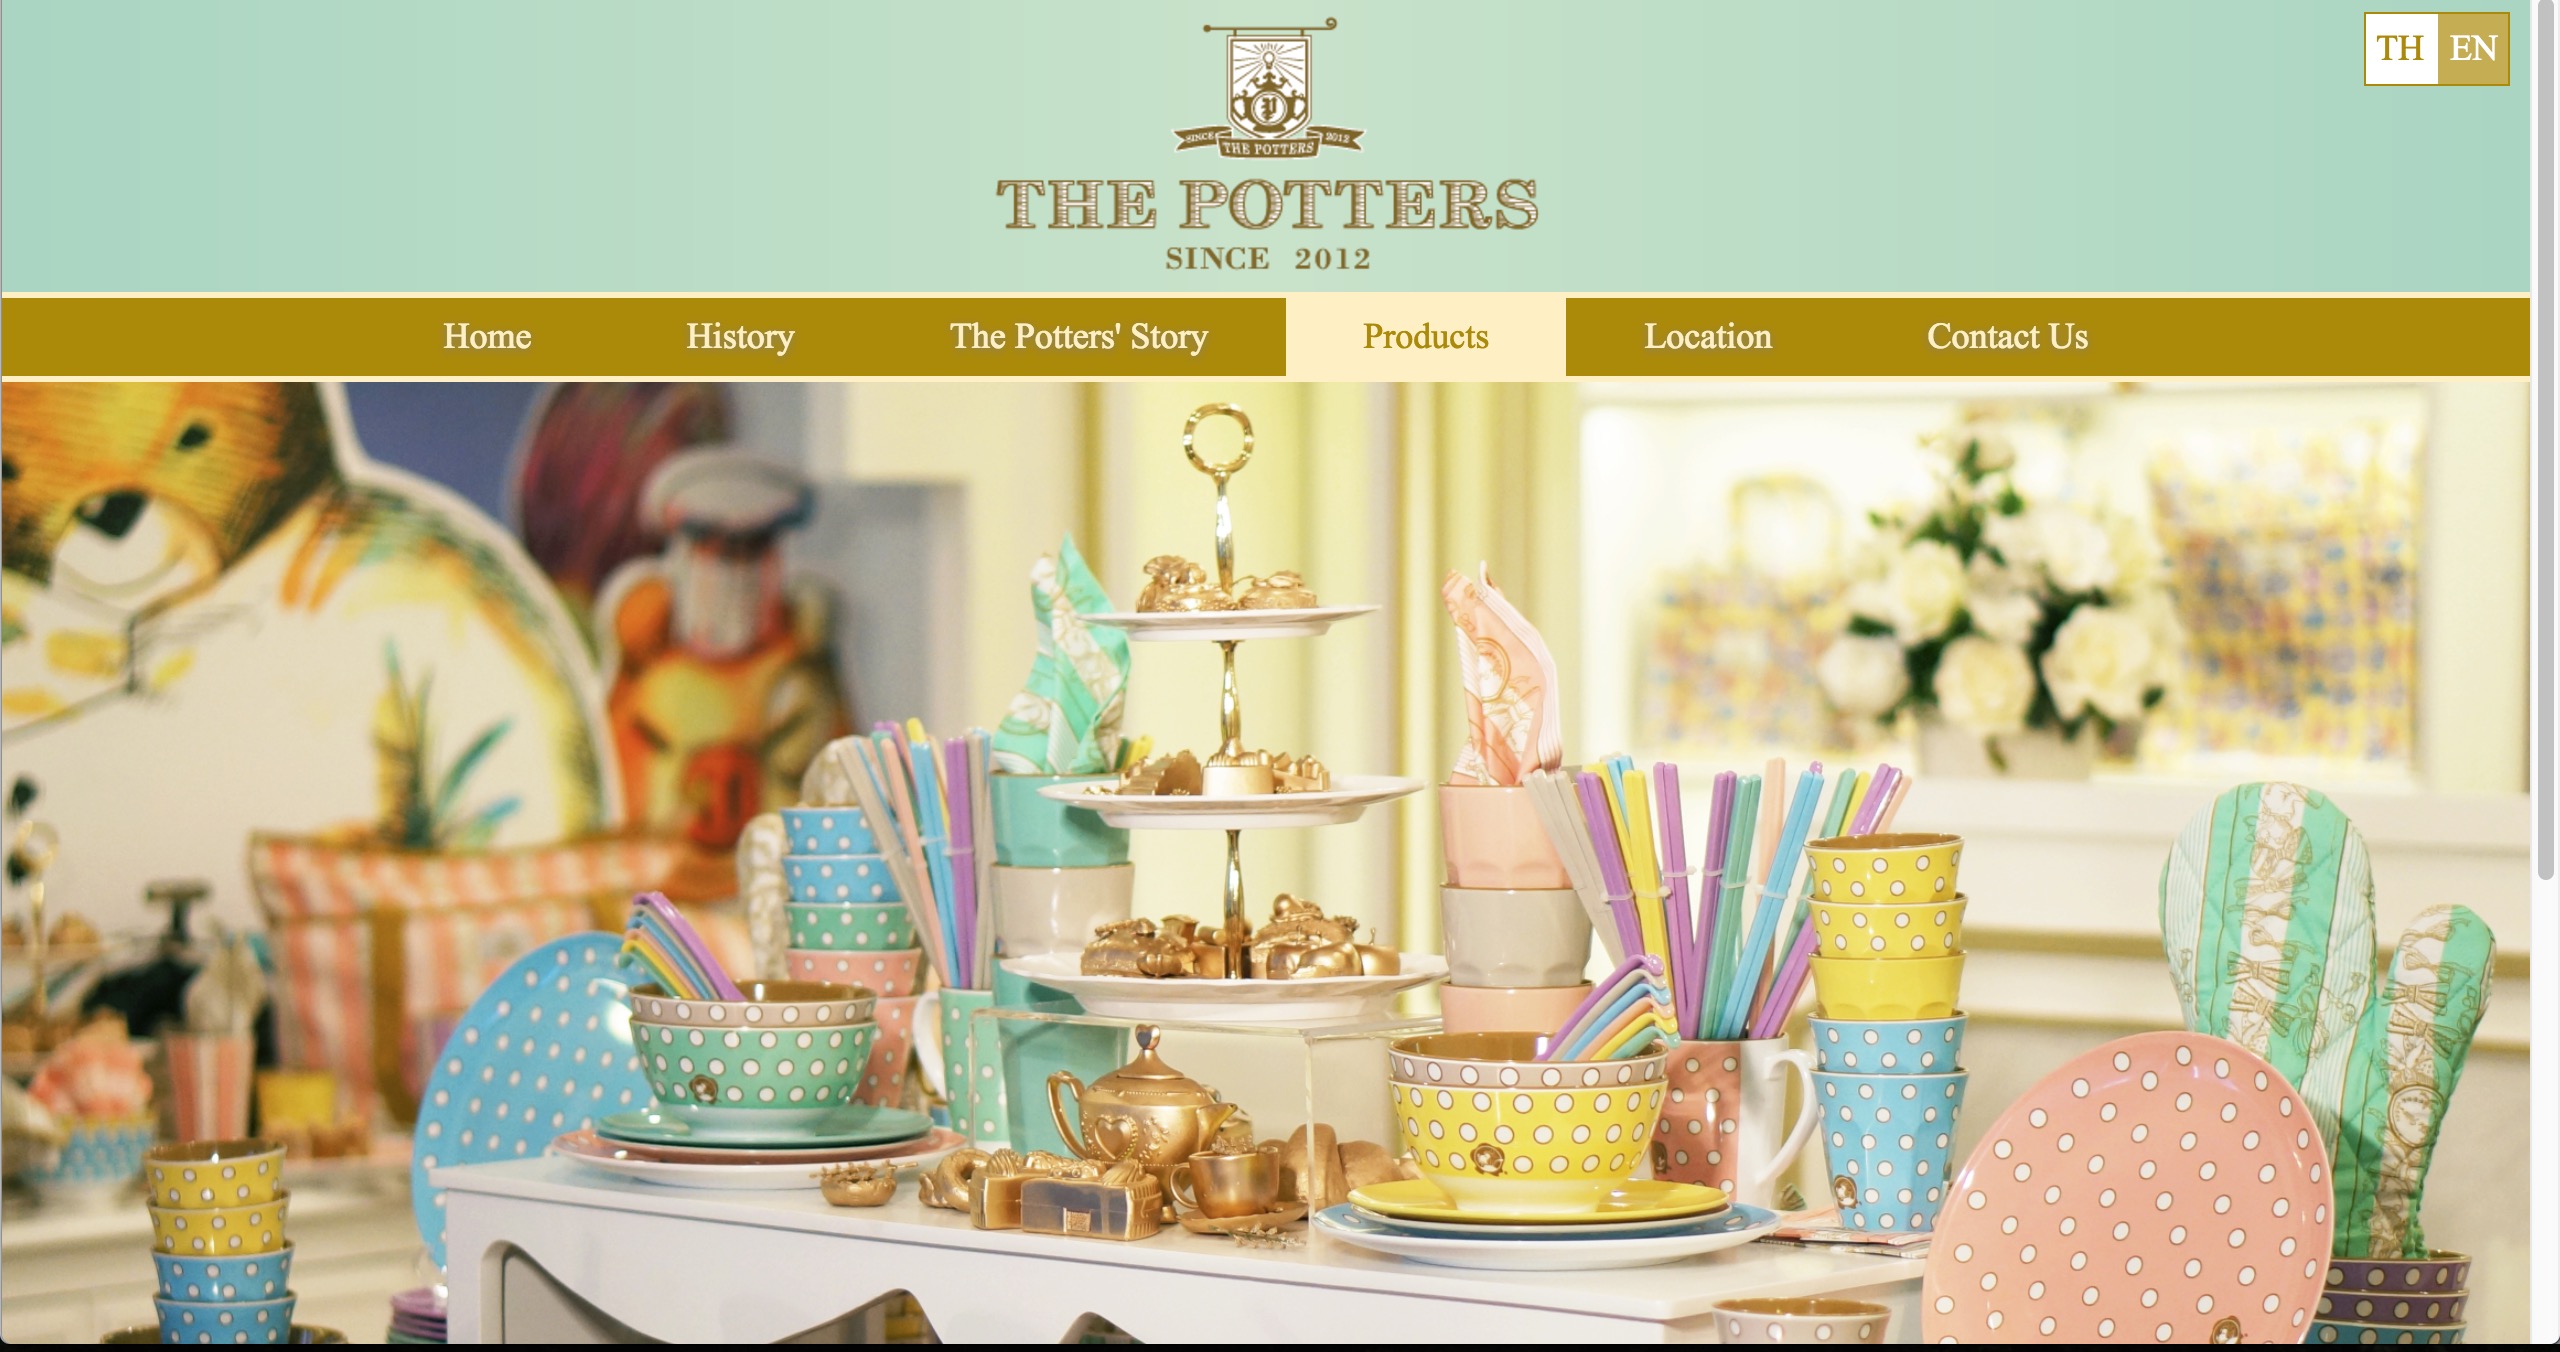 SINCE 2012
THE POTTERS
THE POTTERS
SINCE 2012
TH EN
Home History The Potters' Story Products Location Contact Us